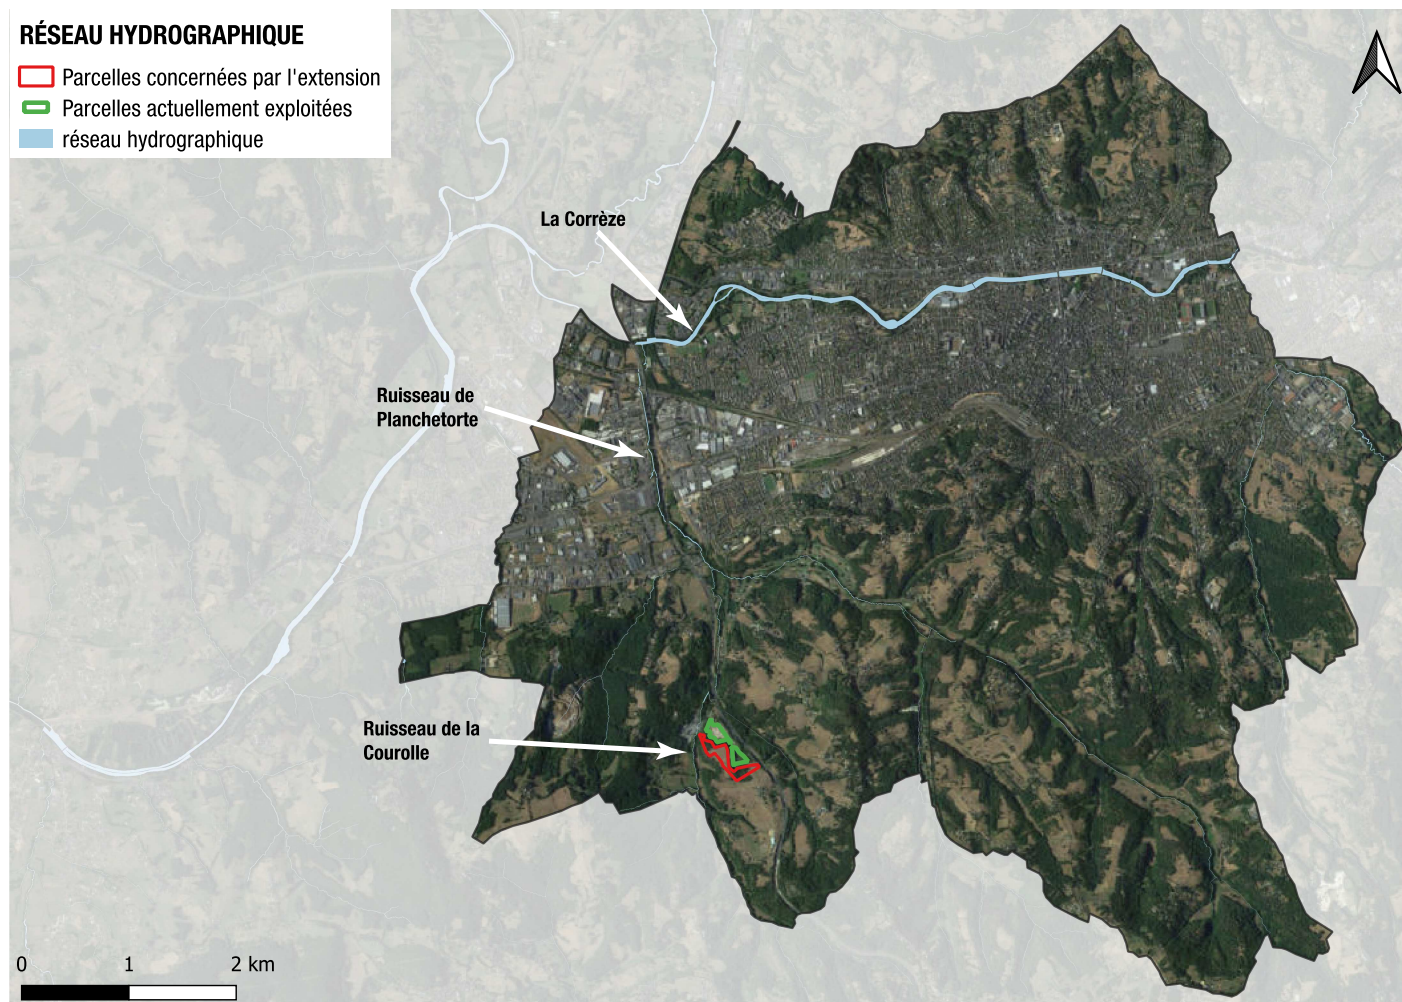 RÉSEAU HYDROGRAPHIQUE
Parcelles concernées par l'extension
Parcelles actuellement exploitées
réseau hydrographique
La Corrèze
Ruisseau de
Planchetorte
Ruisseau de la
Courolle
0 1 2 km